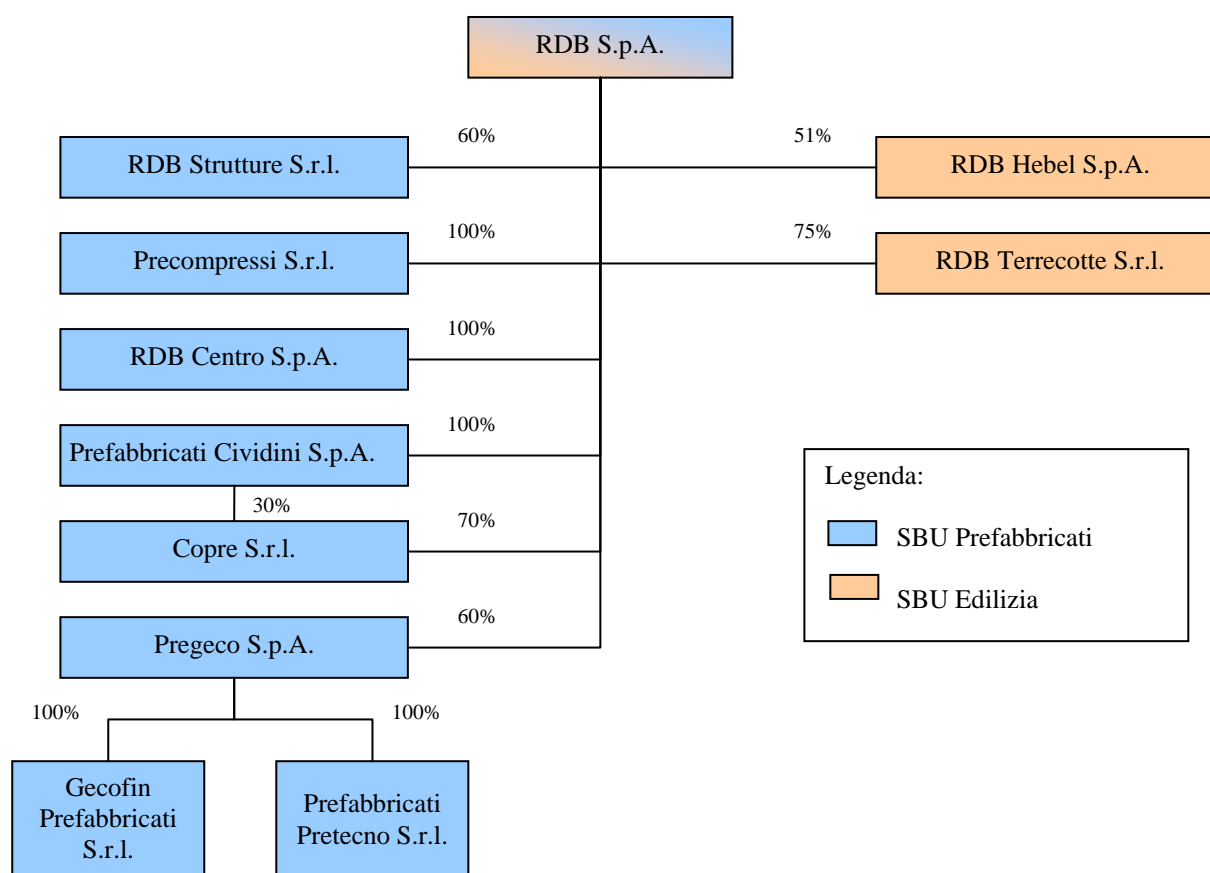 RDB S.p.A.
60%
51%
RDB Strutture S.r.l.
RDB Hebel S.p.A.
100%
75%
Precompressi S.r.l.
RDB Terrecotte S.r.l.
100%
RDB Centro S.p.A.
100%
Prefabbricati Cividini S.p.A.
Legenda:
30%
70%
Copre S.r.l.
SBU Prefabbricati
SBU Edilizia
60%
Pregeco S.p.A.
100%
100%
Gecofin
Prefabbricati
S.r.l.
Prefabbricati
Pretecno S.r.l.